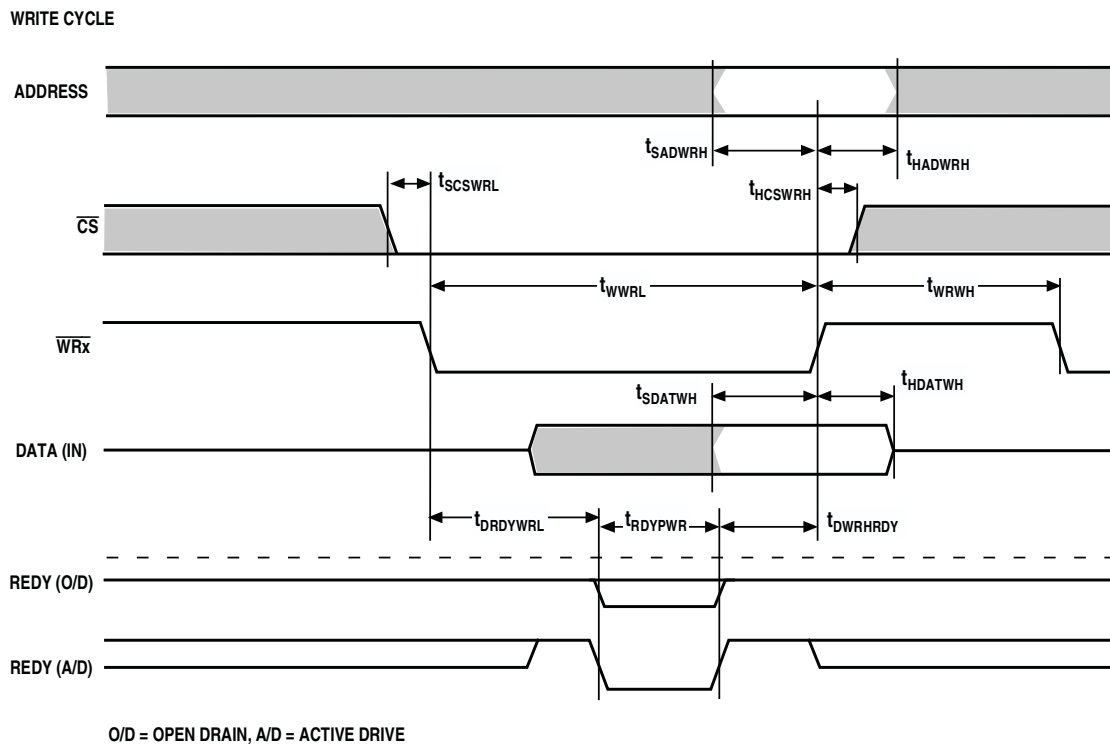 WRITE CYCLE
ADDRESS
tSADWRH
tHADWRH
tSCSWRL
tHCSWRH
CS
tWWRL
tWRWH
WRx
tSDATWH
tHDATWH
DATA (IN)
tDRDYWRL
tRDYPWR
tDWRHRDY
REDY (O/D)
REDY (A/D)
O/D = OPEN DRAIN, A/D = ACTIVE DRIVE